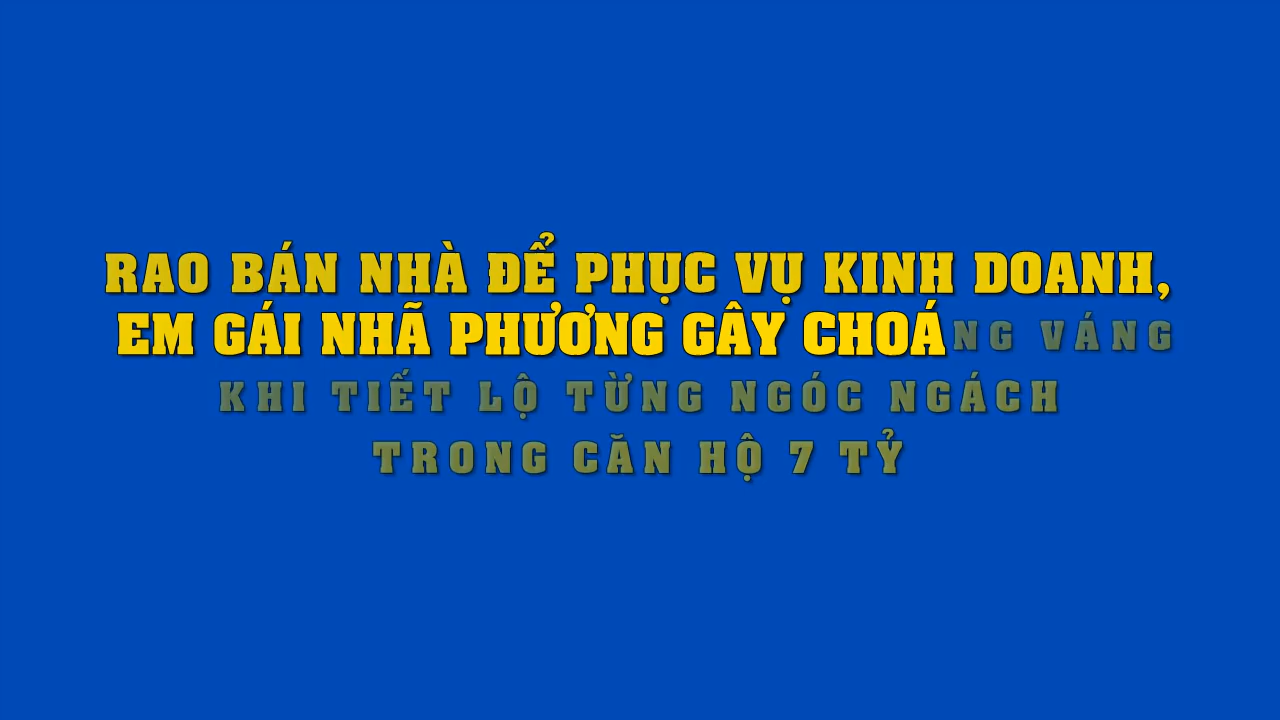 RAO BÁN NHÀ ĐỂ PHỤC VỤ KINH DOANH,
EM GÁI NHÃ PHƯƠNG GÂY CHOÁNG VÁNG
KHI TIẾT LỘ TỪNG NGÓC NGÁCH
TRONG CĂN HỘ 7 TỶ